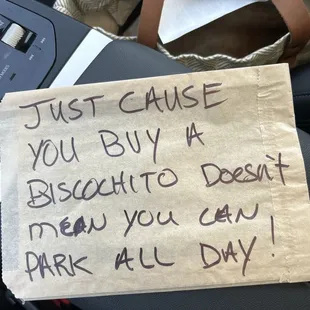 JUST CAUSE
YOU BUY A
BISCOCHITO Doesn't
mEAN YOU CAN
PARK ALL DAY!